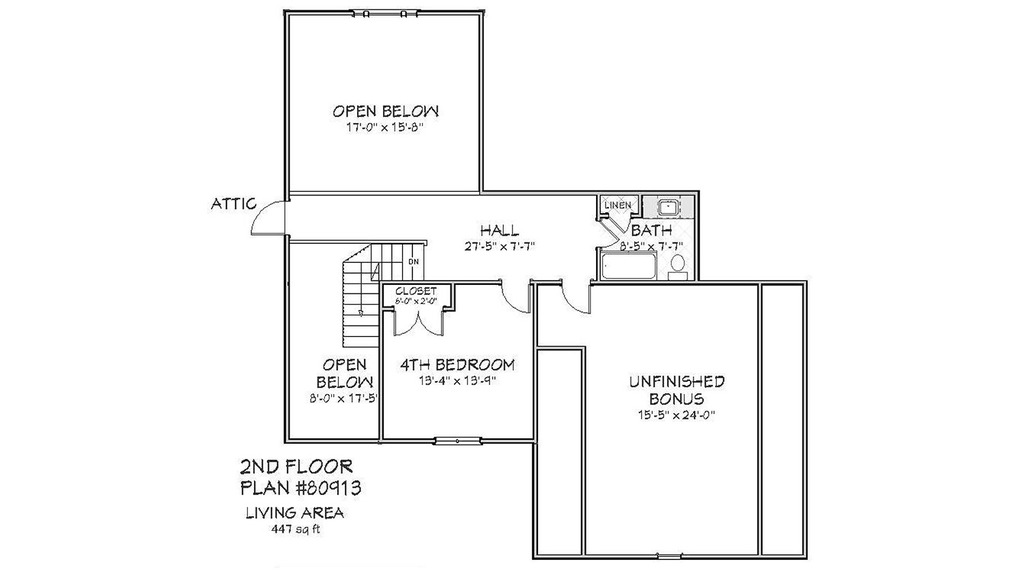 OPEN BELOW
17'-0" x 15'-8"
ATTIC
LINEN
HALL
27'-5" x 7'-7"
BATH
8'-5" x 7'-7"
DN
CLOSET
6'-0" x 2'-0"
OPEN
BELOW
8'-0" x 17'-5'
4TH BEDROOM
13'-4" x 13'-9"
UNFINISHED
BONUS
15'-5" x 24'-0"
2ND FLOOR
PLAN #80913
LIVING AREA
447 sq ft